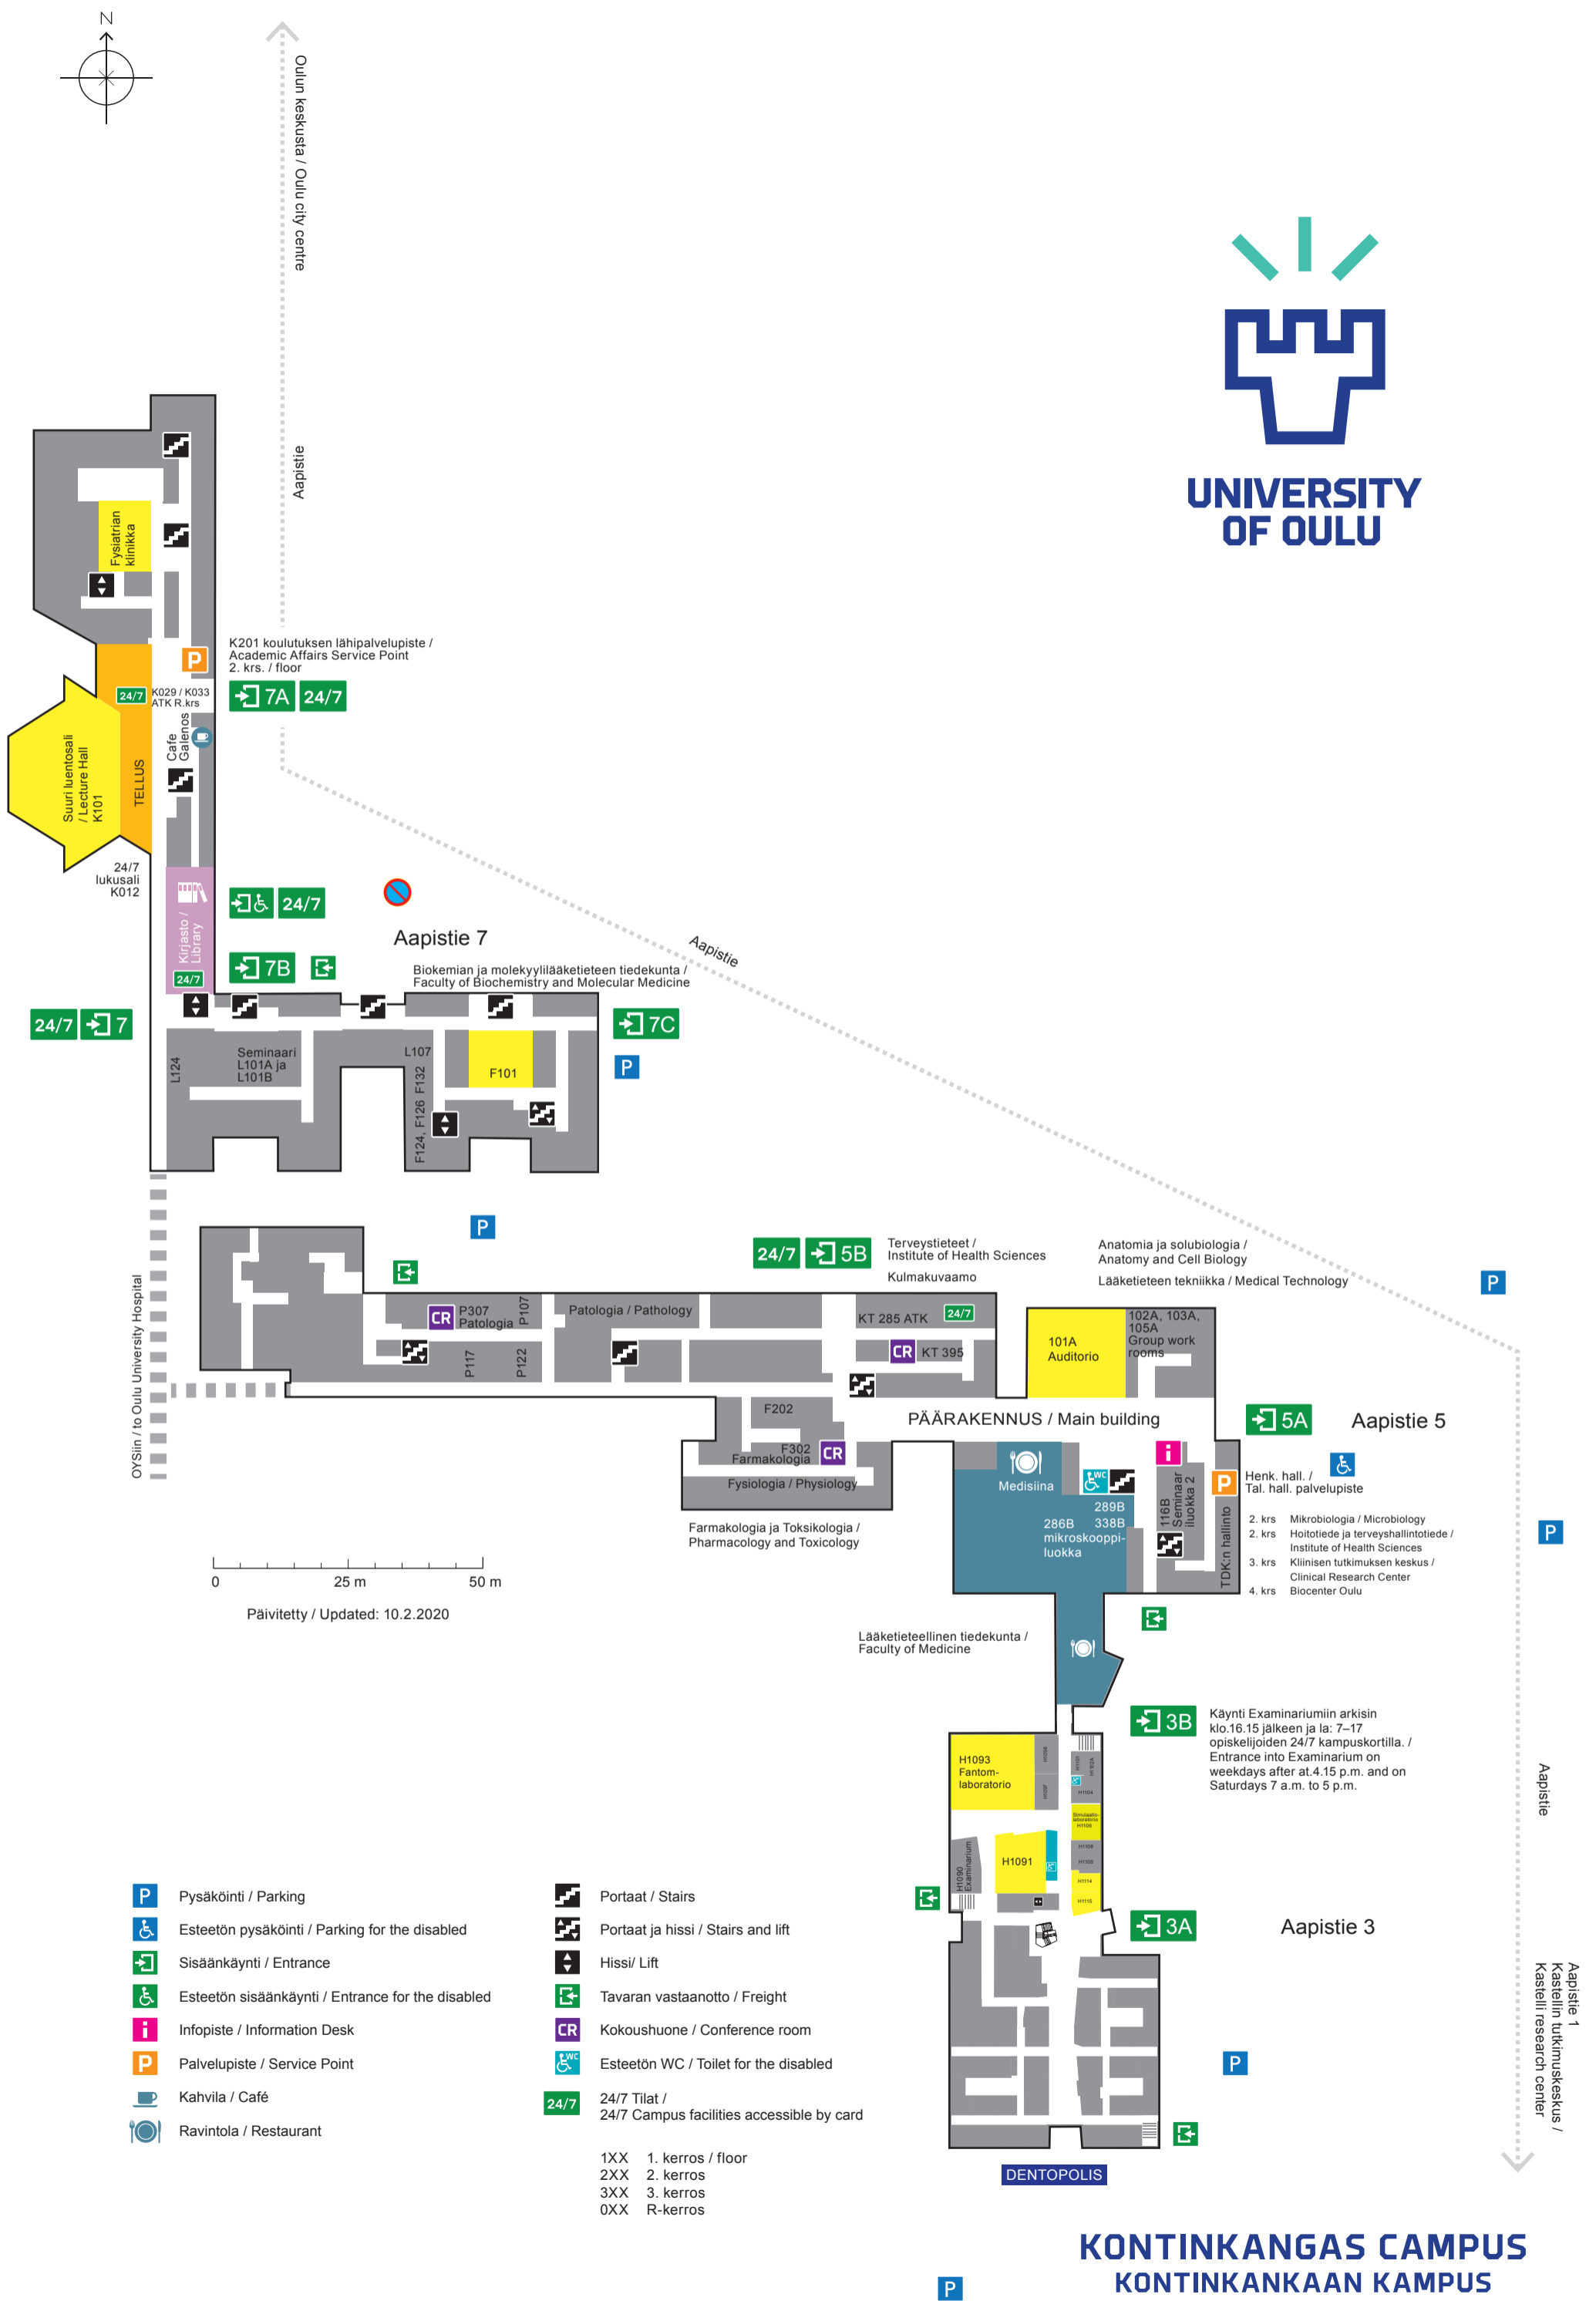 N
Oulun keskusta / Oulu city centre
Aapistie
UNIVERSITY
OF OULU
Fysiatrian
klinikka
K201 koulutuksen lähipalvelupiste /
Academic Affairs Service Point
2. krs. / floor
P
24/7
K029 / K033
ATK R.krs
7A
24/7
Cafe
Galenos
Suuri luentosali
/ Lecture Hall
K101
TELLUS
24/7
lukusali
K012
Kirjasto /
Library
24/7
24/7
7B
Aapistie 7
Aapistie
Biokemian ja molekyylilääketieteen tiedekunta /
Faculty of Biochemistry and Molecular Medicine
24/7
7
7C
P
L124
Seminaari
L101A ja
L101B
L107
F124, F126 F132
F101
P
OYSiin / to Oulu University Hospital
24/7
5B
Terveystieteet /
Institute of Health Sciences
Kulmakuvaamo
Anatomia ja solubiologia /
Anatomy and Cell Biology
Lääketieteen tekniikka / Medical Technology
P
CR
P307
Patologia
P107
Patologia / Pathology
KT 285 ATK
24/7
CR
KT 395
P117
P122
101A
Auditorio
102A, 103A,
105A
Group work
rooms
F202
F302
Farmakologia
CR
Fysiologia / Physiology
PÄÄRAKENNUS / Main building
5A
Aapistie 5
Farmakologia ja Toksikologia /
Pharmacology and Toxicology
Medisiina
WC
289B
286B 338B
mikroskooppi-
luokka
i
116B
Seminaar
iluokka 2
P
TDK:n hallinto
Henk. hall. /
Tal. hall. palvelupiste
2. krs Mikrobiologia / Microbiology
2. krs Hoitotiede ja terveyshallintotiede /
Institute of Health Sciences
3. krs Kliinisen tutkimuksen keskus /
Clinical Research Center
4. krs Biocenter Oulu
P
0 25 m 50 m
Päivitetty / Updated: 10.2.2020
Lääketieteellinen tiedekunta /
Faculty of Medicine
3B
Käynti Examinariumiin arkisin
klo.16.15 jälkeen ja la: 7–17
opiskelijoiden 24/7 kampuskortilla. /
Entrance into Examinarium on
weekdays after at.4.15 p.m. and on
Saturdays 7 a.m. to 5 p.m.
Aapistie
H1093
Fantom-
laboratorio
H1104
H1106
H1108
H1109
H1114
H1115
H1090
Examinarium
H1091
3A
Aapistie 3
Aapistie 1
Kastellin tutkimuskeskus /
Kastelli research center
P
DENTOPOLIS
P Pysäköinti / Parking
Esteetön pysäköinti / Parking for the disabled
Sisäänkäynti / Entrance
Esteetön sisäänkäynti / Entrance for the disabled
i Infopiste / Information Desk
P Palvelupiste / Service Point
Kahvila / Café
Ravintola / Restaurant
Portaat / Stairs
Portaat ja hissi / Stairs and lift
Hissi/ Lift
Tavaran vastaanotto / Freight
CR Kokoushuone / Conference room
WC Esteetön WC / Toilet for the disabled
24/7 24/7 Tilat /
24/7 Campus facilities accessible by card
1XX 1. kerros / floor
2XX 2. kerros
3XX 3. kerros
0XX R-kerros
KONTINKANGAS CAMPUS
KONTINKANKAAN KAMPUS
P